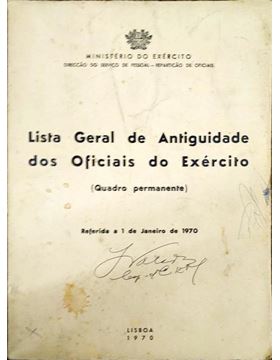 MINISTÉRIO DO EXÉRCITO
DIRECÇÃO DO SERVIÇO DE PESSOAL — REPARTIÇÃO DE OFICIAIS
Lista Geral de Antiguidade
dos Oficiais do Exército
(Quadro permanente)
Referida a 1 de Janeiro de 1970
LISBOA
1970